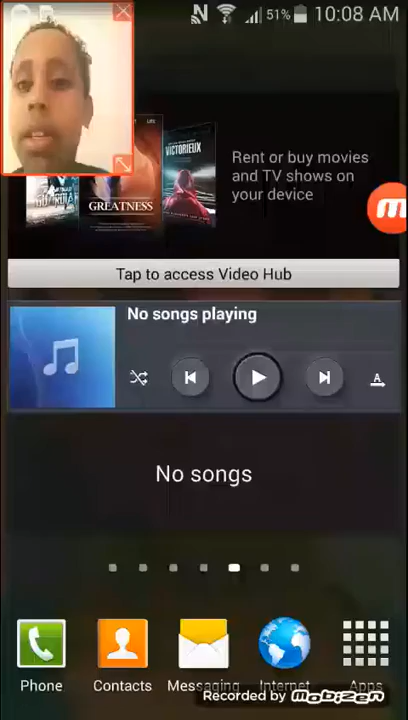 51% 10:08 AM
VICTORIEUX
GREATNESS
Rent or buy movies
and TV shows on
your device
Tap to access Video Hub
No songs playing
A
No songs
Phone Contacts Messaging Internet Apps
Recorded by Mobizen